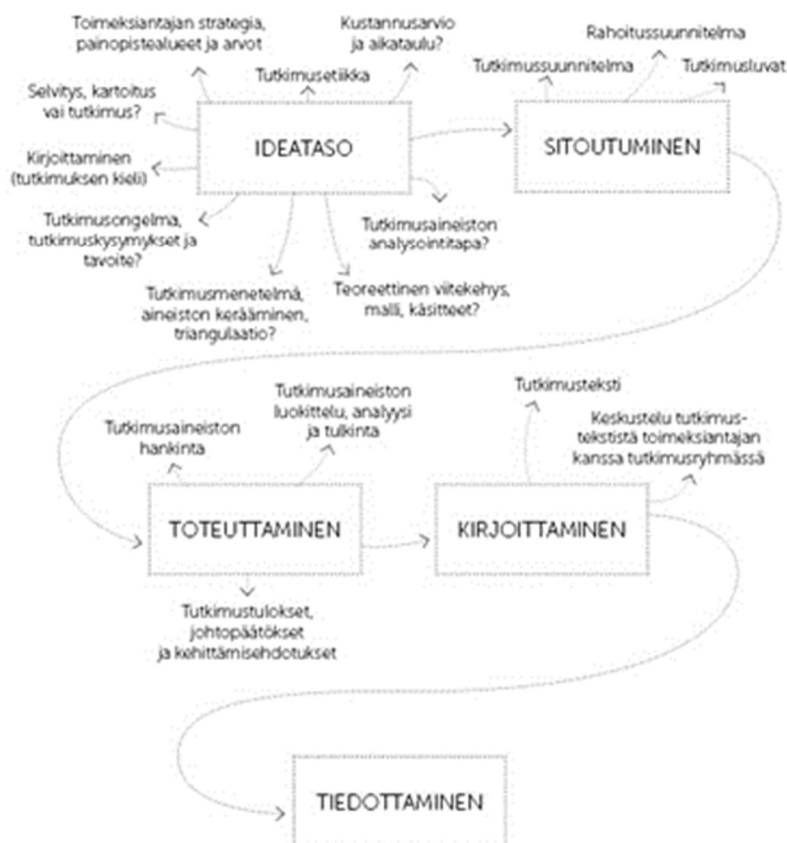 Toimeksiantajan strategia,
painopistealueet ja arvot
Kustannusarvio
ja aikataulu?
Tutkimusetiikka
Selvitys, kartoitus
vai tutkimus?
IDEATASO
Kirjoittaminen
(tutkimuksen kieli)
Tutkimusongelma,
tutkimuskysymykset ja
tavoite?
Tutkimusmenetelmä,
aineiston kerääminen,
triangulaatio?
Teoreettinen viitekehys,
malli, käsitteet?
Tutkimusaineiston
analysointitapa?
Rahoitussuunnitelma
Tutkimussuunnitelma
Tutkimusluvat
SITOUTUMINEN
Tutkimusaineiston
hankinta
Tutkimusaineiston
luokittelu, analyysi
ja tulkinta
TOTEUTTAMINEN
Tutkimustulokset,
johtopäätökset
ja kehittämisehdotukset
Tutkimusteksti
Keskustelu tutkimus-
tekstistä toimeksiantajan
kanssa tutkimusryhmässä
KIRJOITTAMINEN
TIEDOTTAMINEN